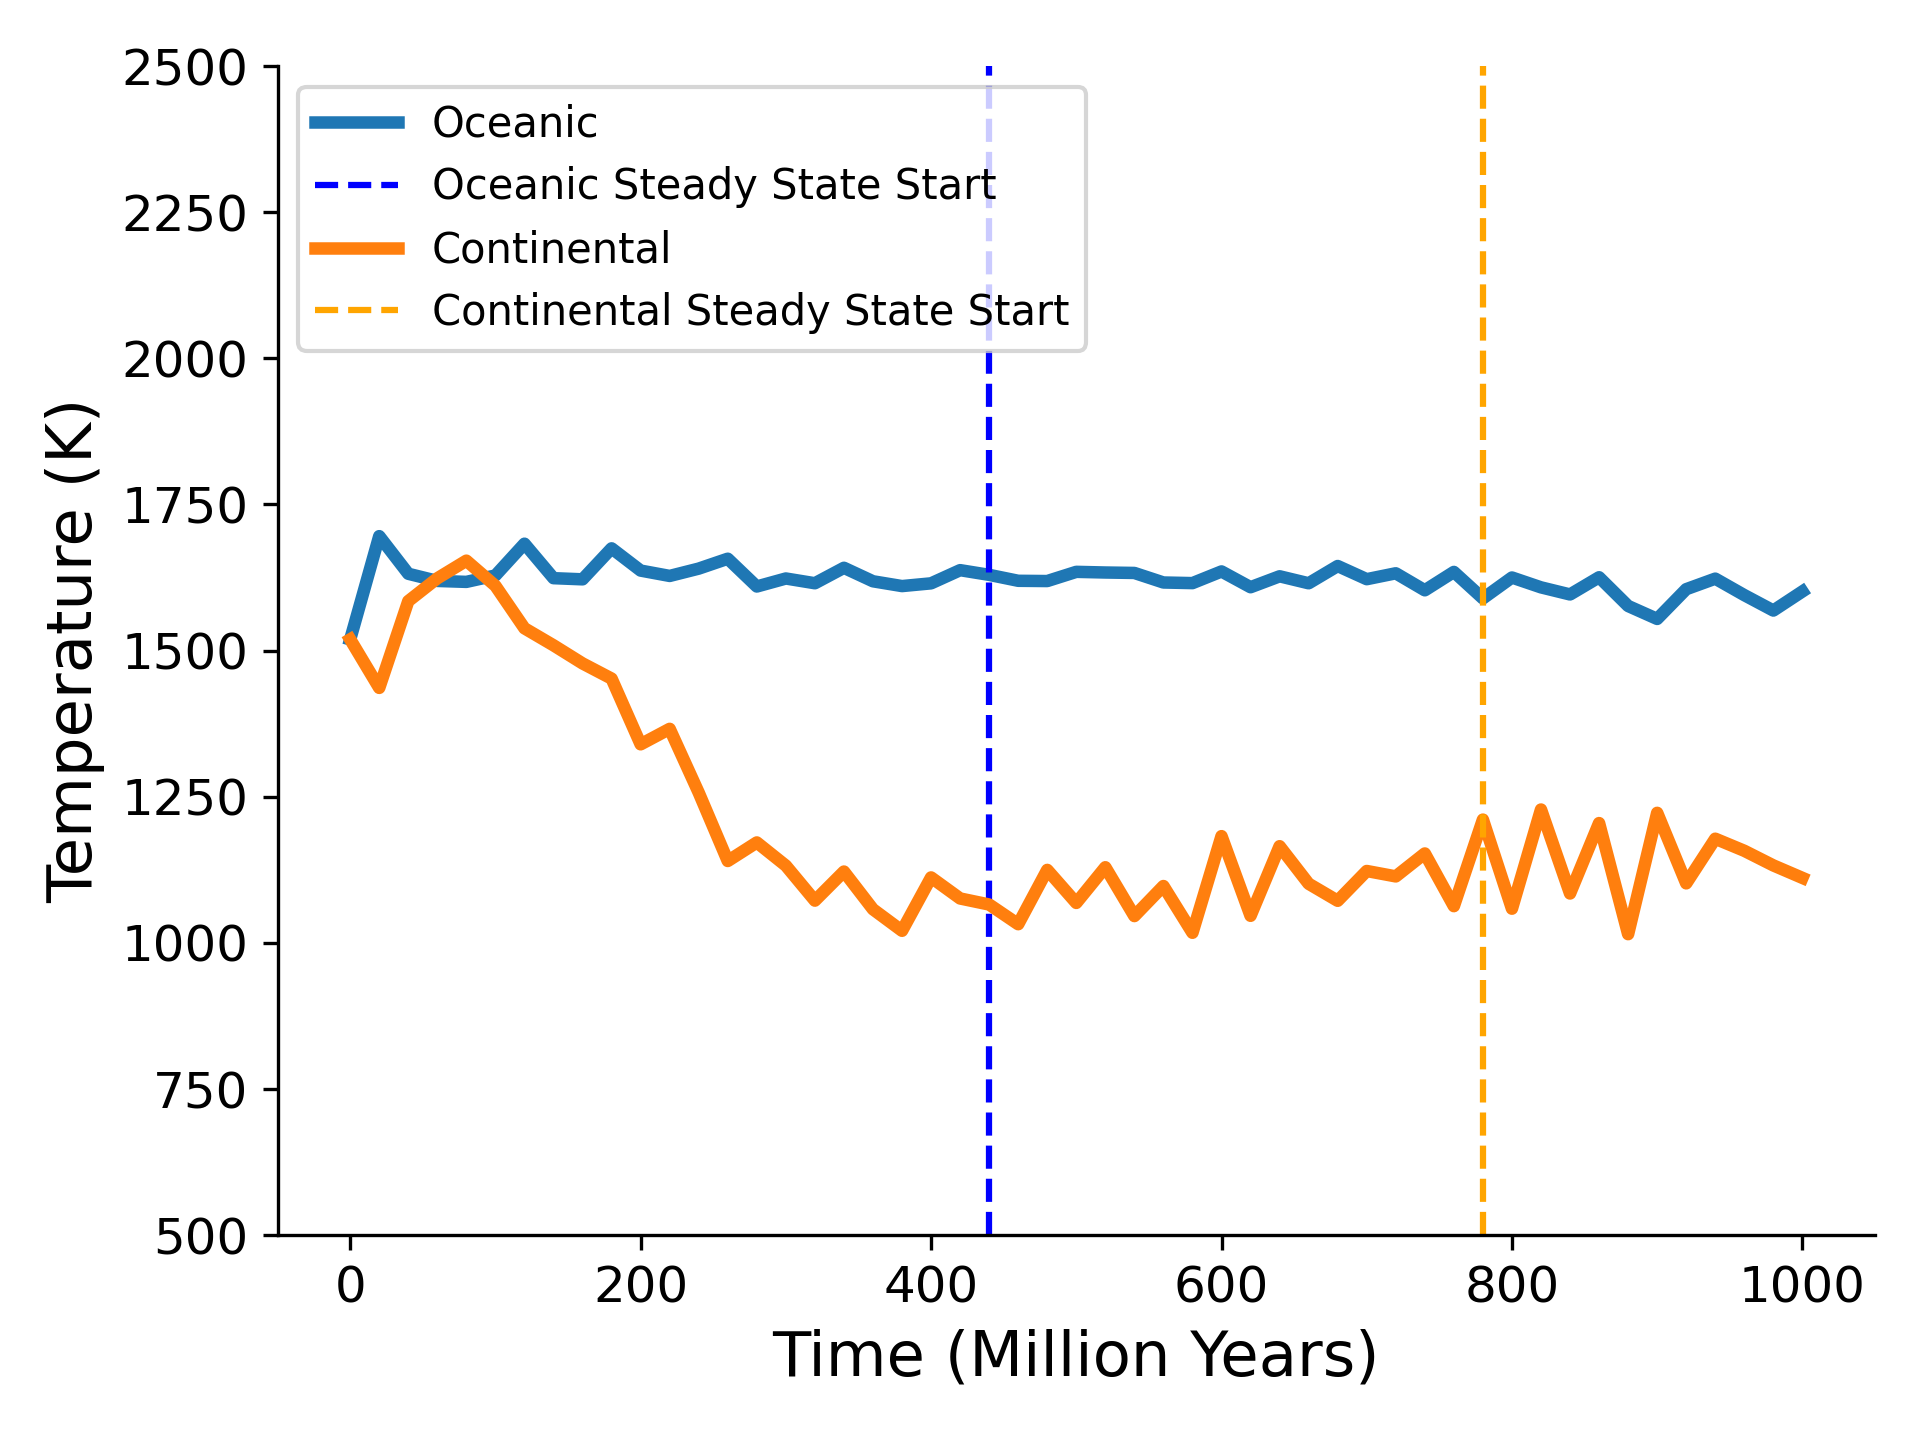 2500
2250
2000
1750
1500
1250
1000
750
500
Temperature (K)
Oceanic
Oceanic Steady State Start
Continental
Continental Steady State Start
0 200 400 600 800 1000
Time (Million Years)